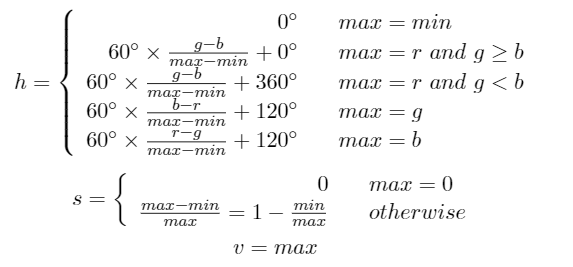 h = { 0° max = min
60° × (g−b)/(max−min) + 0° max = r and g ≥ b
60° × (g−b)/(max−min) + 360° max = r and g < b
60° × (b−r)/(max−min) + 120° max = g
60° × (r−g)/(max−min) + 120° max = b
s = { 0 max = 0
(max−min)/max = 1 − min/max otherwise
v = max